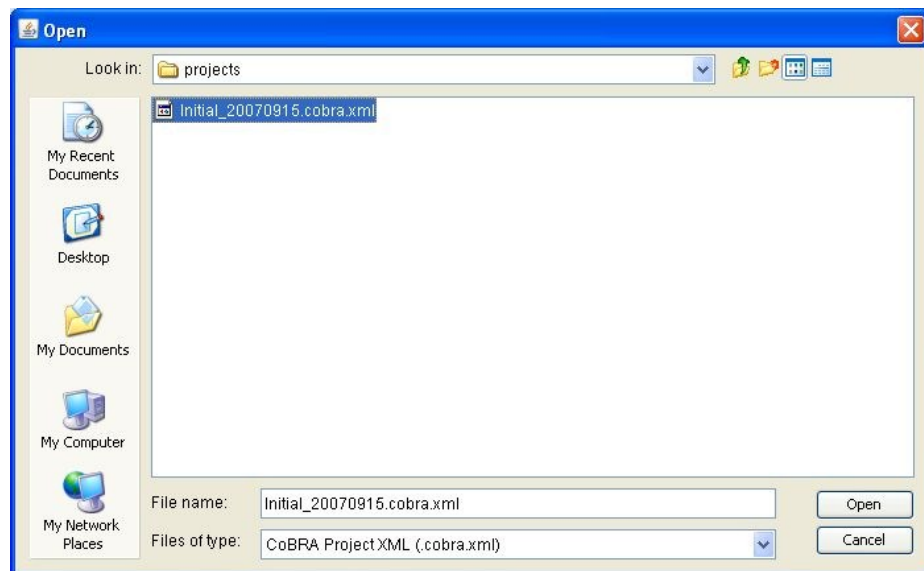 Open
Look in: projects
Initial_20070915.cobra.xml
My Recent
Documents
Desktop
My Documents
My Computer
My Network
Places
File name: Initial_20070915.cobra.xml Open
Files of type: CoBRA Project XML (.cobra.xml) Cancel